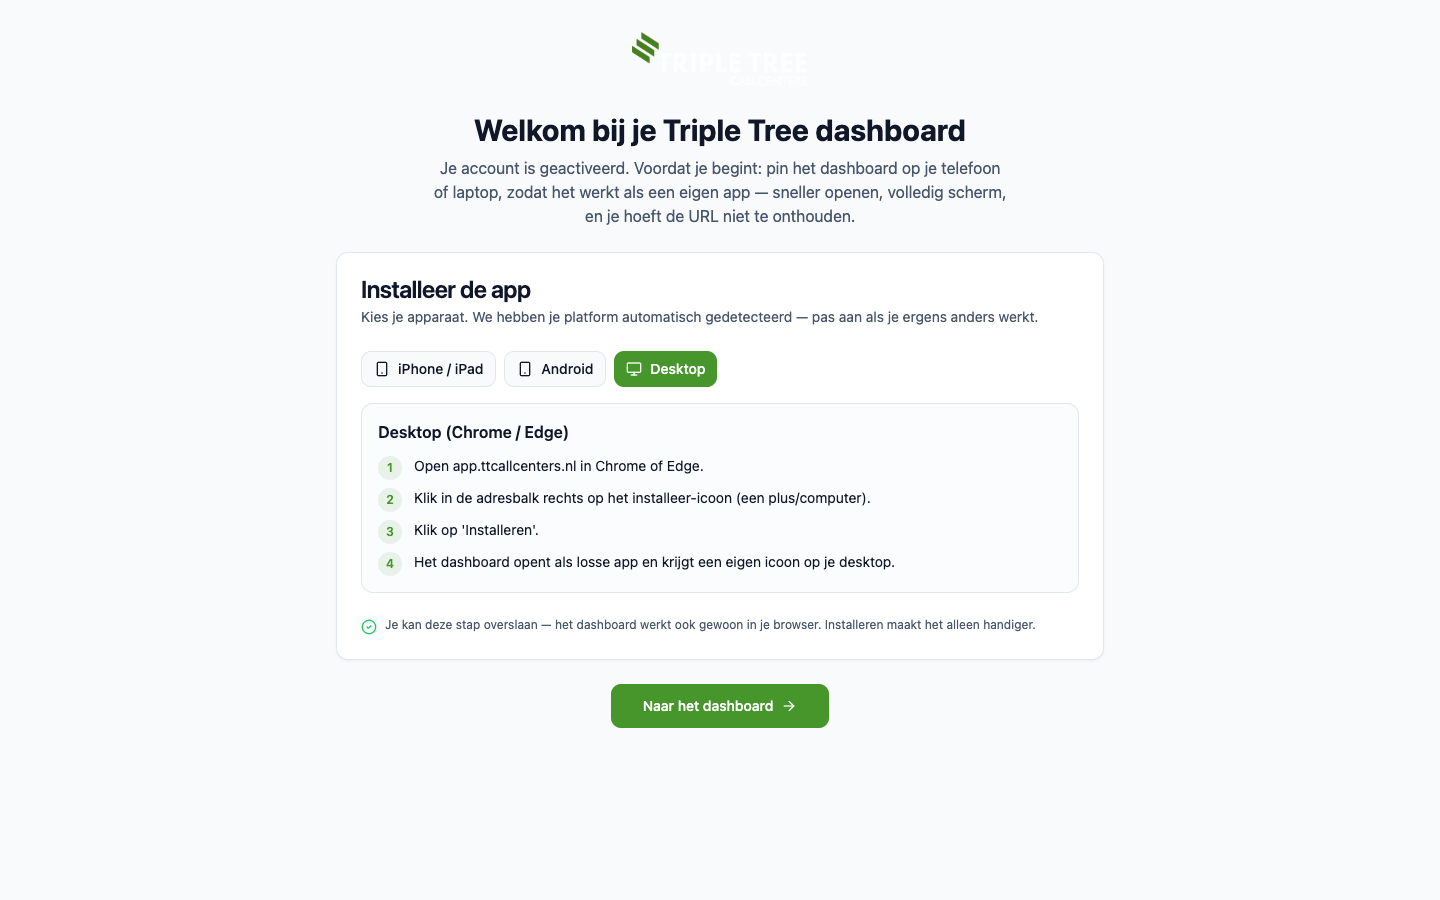 TRIPLE TREE
Welkom bij je Triple Tree dashboard
Je account is geactiveerd. Voordat je begint: pin het dashboard op je telefoon
of laptop, zodat het werkt als een eigen app — sneller openen, volledig scherm,
en je hoeft de URL niet te onthouden.
Installeer de app
Kies je apparaat. We hebben je platform automatisch gedetecteerd — pas aan als je ergens anders werkt.
iPhone / iPad Android Desktop
Desktop (Chrome / Edge)
1 Open app.ttcallcenters.nl in Chrome of Edge.
2 Klik in de adresbalk rechts op het installeer-icoon (een plus/computer).
3 Klik op 'Installeren'.
4 Het dashboard opent als losse app en krijgt een eigen icoon op je desktop.
Je kan deze stap overslaan — het dashboard werkt ook gewoon in je browser. Installeren maakt het alleen handiger.
Naar het dashboard